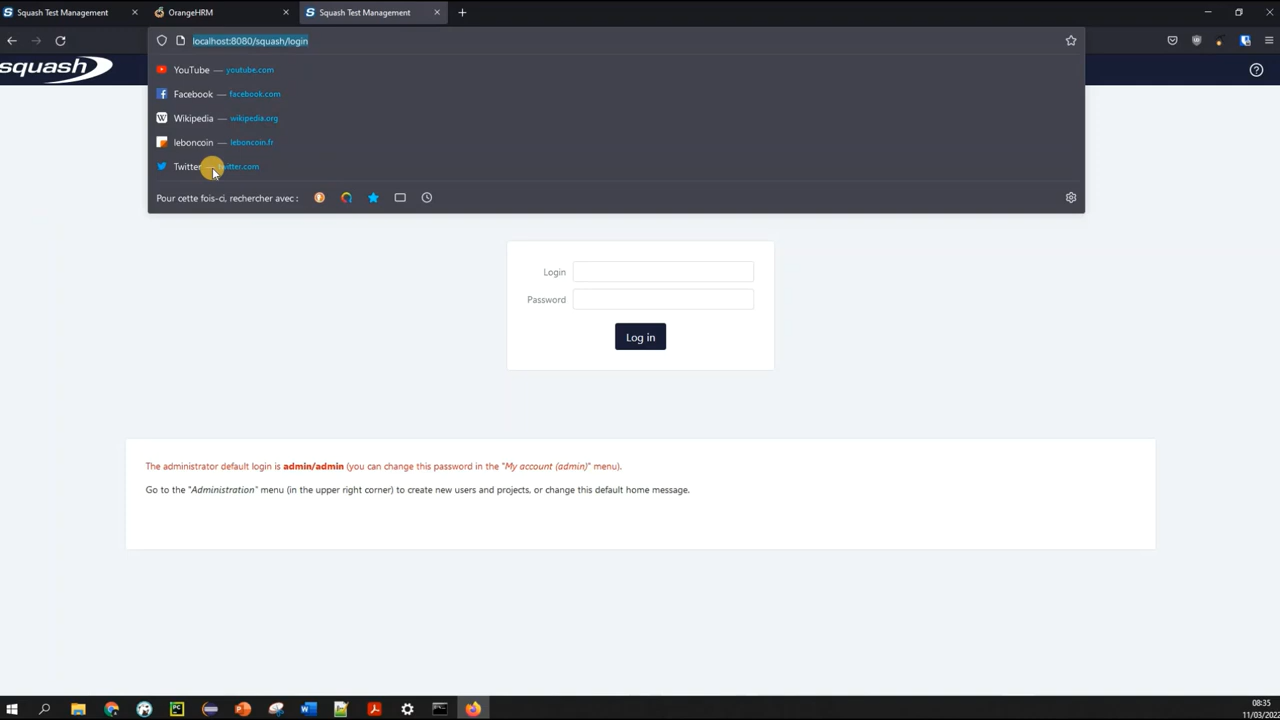 Squash Test Management
OrangeHRM
Squash Test Management
localhost:8080/squash/login
squash
YouTube — youtube.com
Facebook — facebook.com
Wikipedia — wikipedia.org
leboncoin — leboncoin.fr
Twitter — twitter.com
Pour cette fois-ci, rechercher avec :
Login
Password
Log in
The administrator default login is admin/admin (you can change this password in the "My account (admin)" menu).
Go to the "Administration" menu (in the upper right corner) to create new users and projects, or change this default home message.
08:35
11/03/2022